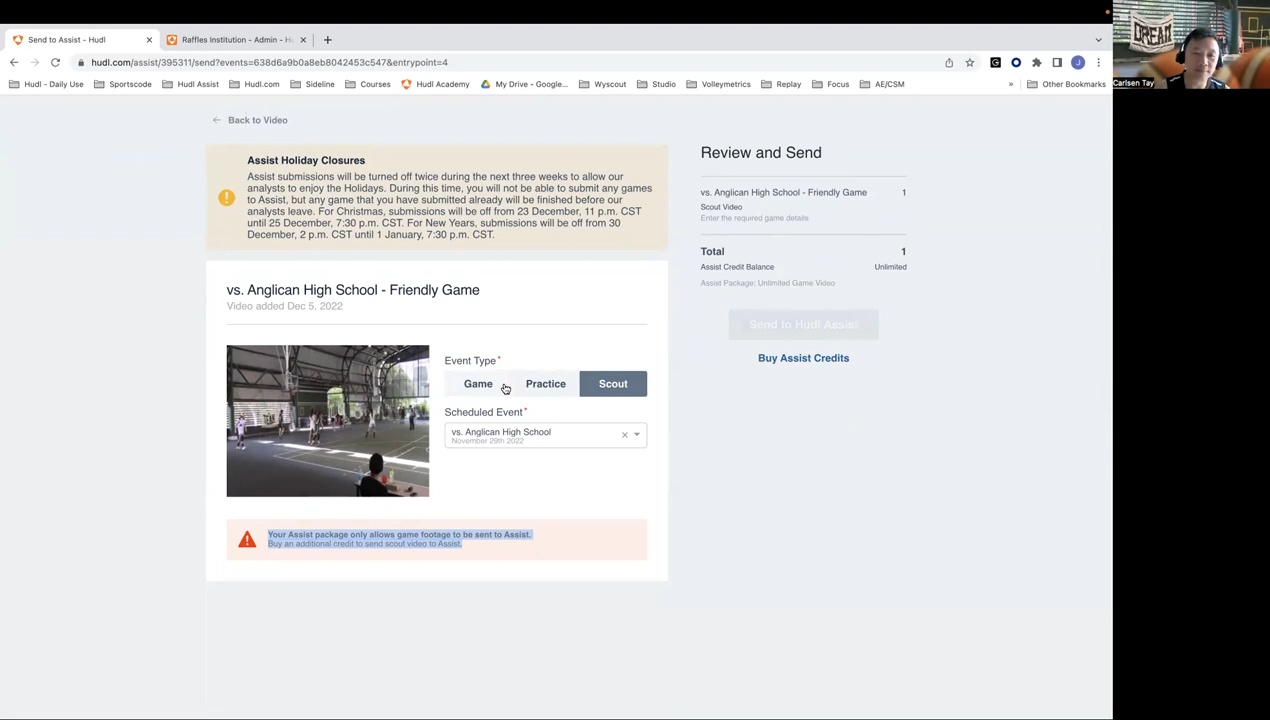 Send to Assist - Hudl
Raffles Institution - Admin - H
hudl.com/assist/395311/send?events=638d6a9b0a8eb8042453c547&entrypoint=4
Hudl - Daily Use
Sportscode
Hudl Assist
Hudl.com
Sideline
Courses
Hudl Academy
My Drive - Google...
Wyscout
Studio
Volleymetrics
Replay
Focus
AE/CSM
»
Other Bookmarks
G
J
DREAD
Carlsen Tay
Back to Video
Assist Holiday Closures
Assist submissions will be turned off twice during the next three weeks to allow our
analysts to enjoy the Holidays. During this time, you will not be able to submit any games
to Assist, but any game that you have submitted already will be finished before our
analysts leave. For Christmas, submissions will be off from 23 December, 11 p.m. CST
until 25 December, 7:30 p.m. CST. For New Years, submissions will be off from 30
December, 2 p.m. CST until 1 January, 7:30 p.m. CST.
vs. Anglican High School - Friendly Game
Video added Dec 5, 2022
Event Type*
Game
Practice
Scout
Scheduled Event*
vs. Anglican High School
November 29th 2022
Your Assist package only allows game footage to be sent to Assist.
Buy an additional credit to send scout video to Assist.
Review and Send
vs. Anglican High School - Friendly Game 1
Scout Video
Enter the required game details
Total 1
Assist Credit Balance Unlimited
Assist Package: Unlimited Game Video
Send to Hudl Assist
Buy Assist Credits